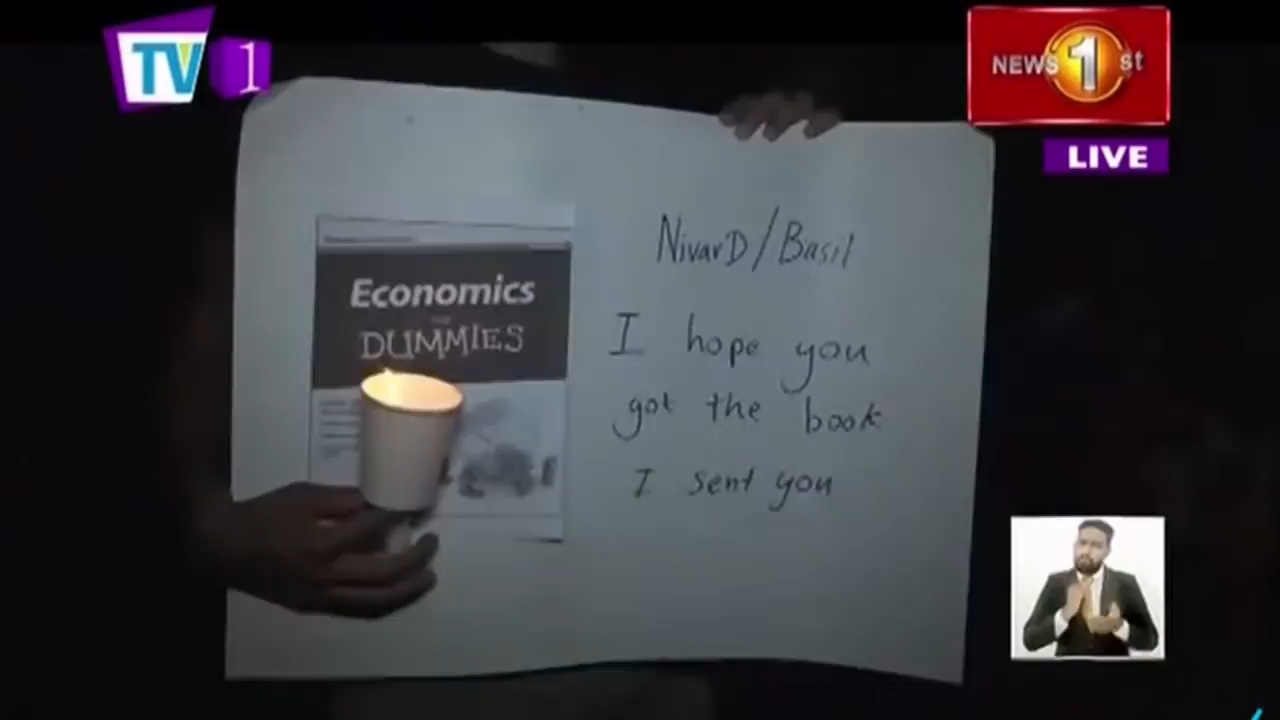 TV 1
NEWS 1st
LIVE
Economics
DUMMIES
NivarD/Basil
I hope you
got the book
I sent you